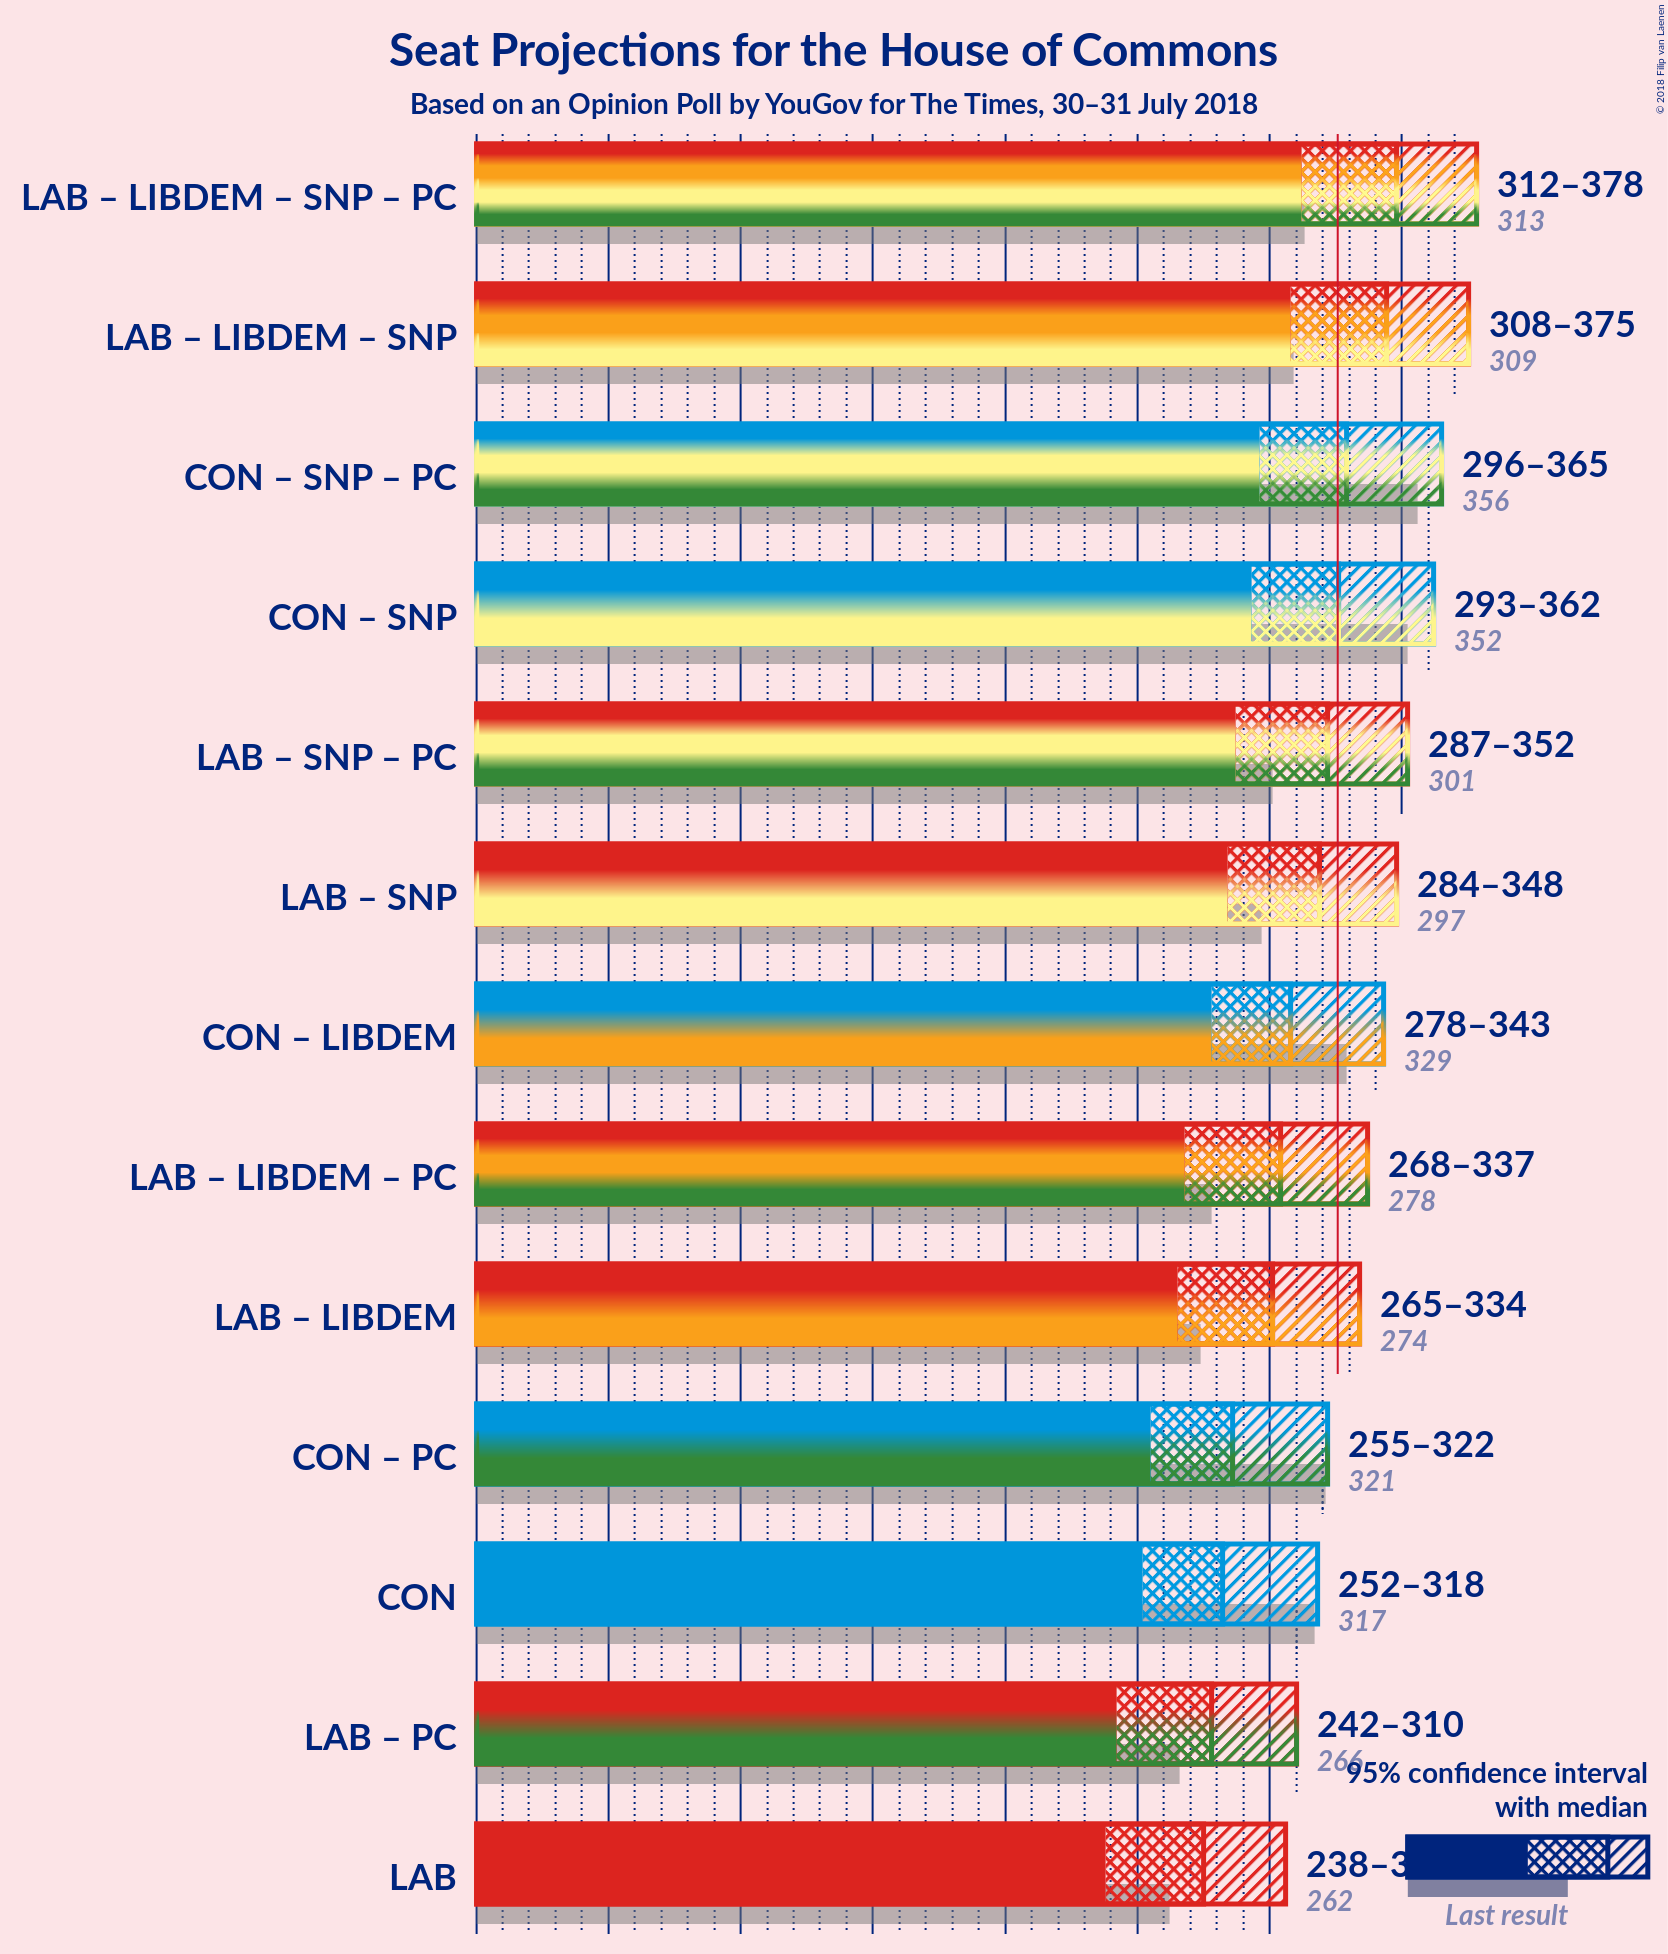 © 2018 Filip van Laenen
Seat Projections for the House of Commons
Based on an Opinion Poll by YouGov for The Times, 30–31 July 2018
LAB – LIBDEM – SNP – PC
312–378
313
LAB – LIBDEM – SNP
308–375
309
CON – SNP – PC
296–365
356
CON – SNP
293–362
352
LAB – SNP – PC
287–352
301
LAB – SNP
284–348
297
CON – LIBDEM
278–343
329
LAB – LIBDEM – PC
268–337
278
LAB – LIBDEM
265–334
274
CON – PC
255–322
321
CON
252–318
317
LAB – PC
242–310
266
95% confidence interval
with median
LAB
238–3
262
Last result